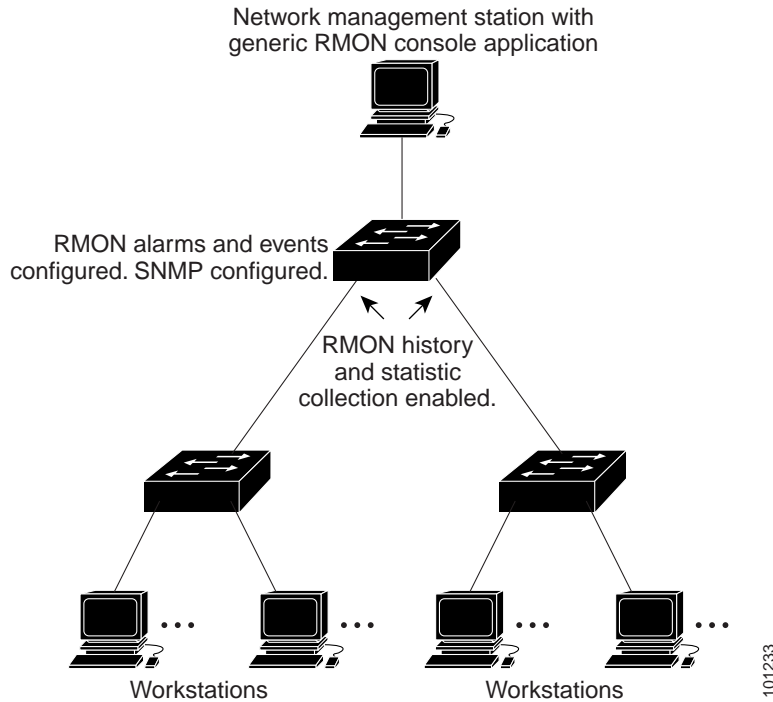 Network management station with
generic RMON console application
RMON alarms and events
configured. SNMP configured.
RMON history
and statistic
collection enabled.
Workstations
Workstations
101233